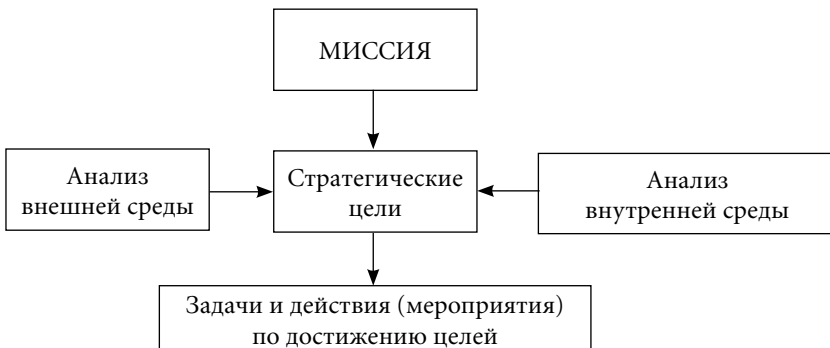 МИССИЯ
Анализ
внешней среды
Стратегические
цели
Анализ
внутренней среды
Задачи и действия (мероприятия)
по достижению целей